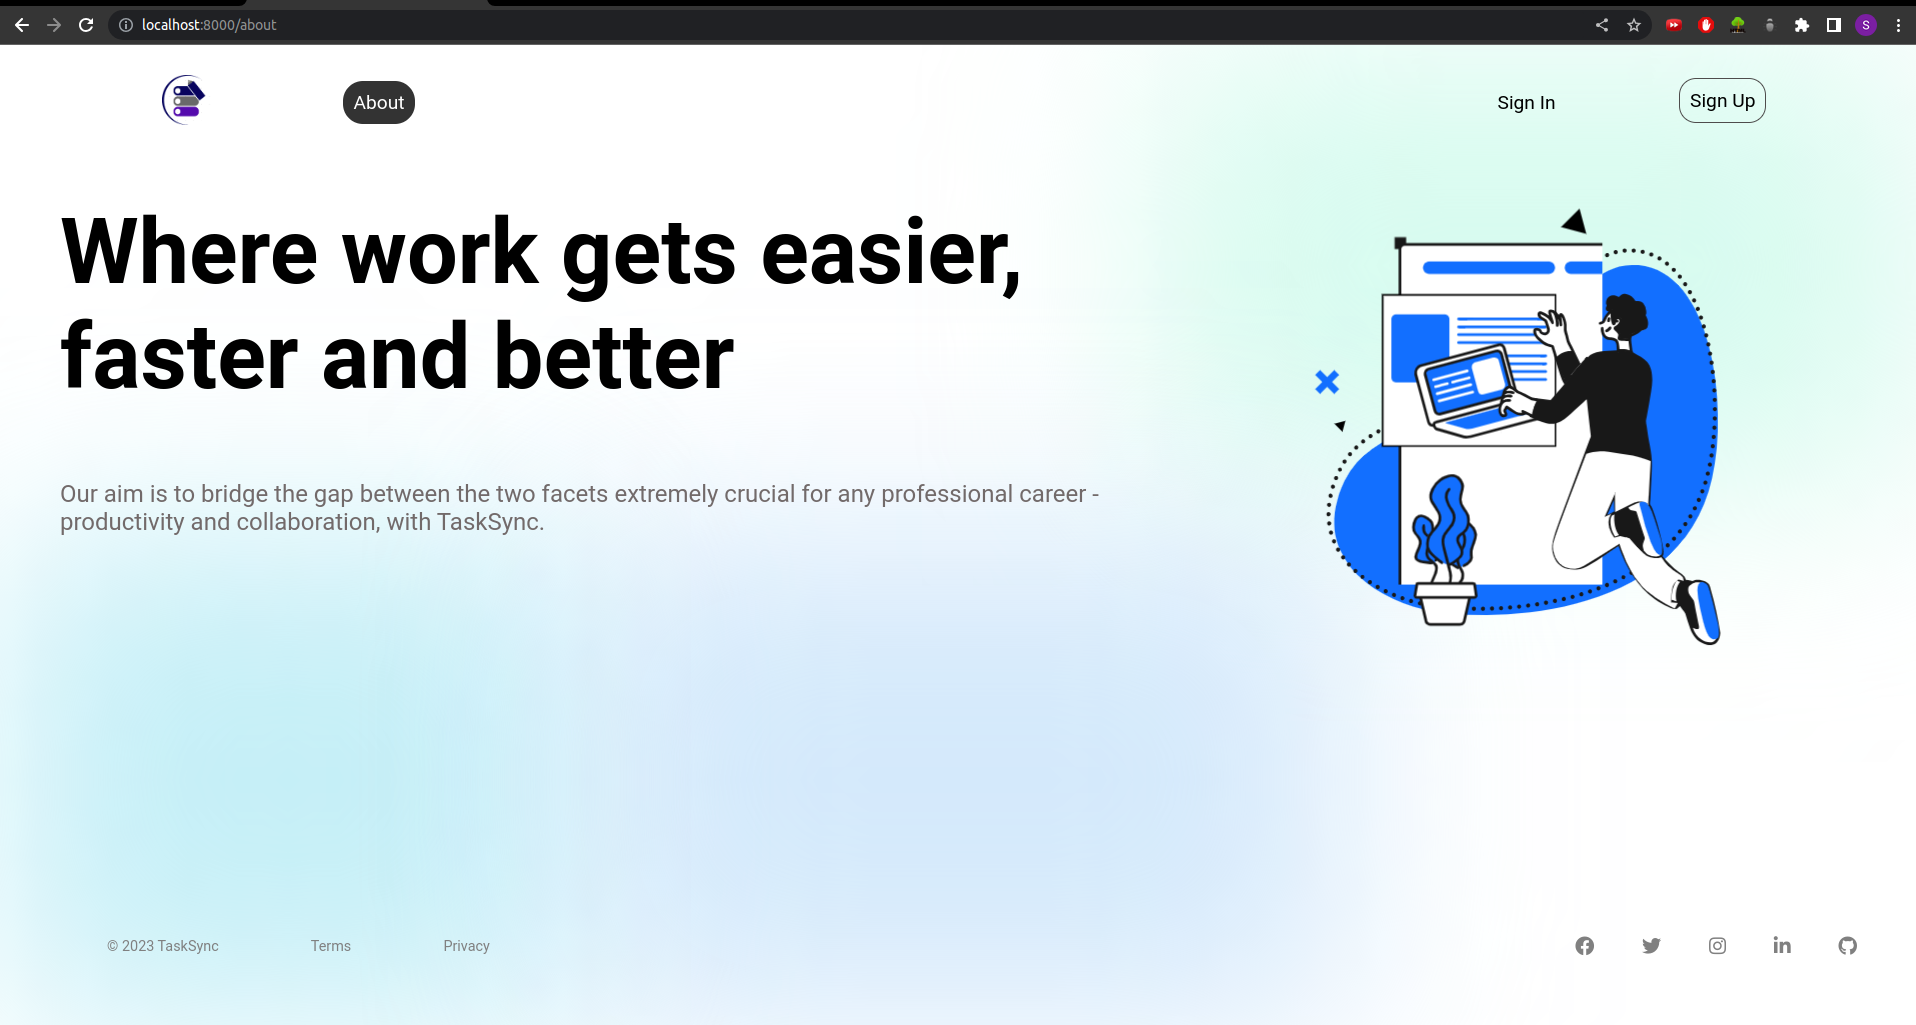 localhost:8000/about
S
About
Sign In
Sign Up
Where work gets easier,
faster and better
Our aim is to bridge the gap between the two facets extremely crucial for any professional career -
productivity and collaboration, with TaskSync.
© 2023 TaskSync
Terms
Privacy